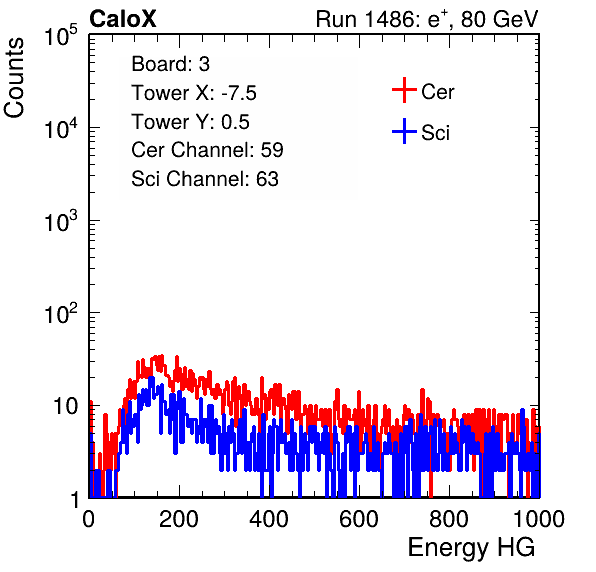 CaloX Run 1486: e⁺, 80 GeV
Counts
10⁵
10⁴
10³
10²
10
1
Board: 3
Tower X: -7.5
Tower Y: 0.5
Cer Channel: 59
Sci Channel: 63
Cer
Sci
0 200 400 600 800 1000
Energy HG